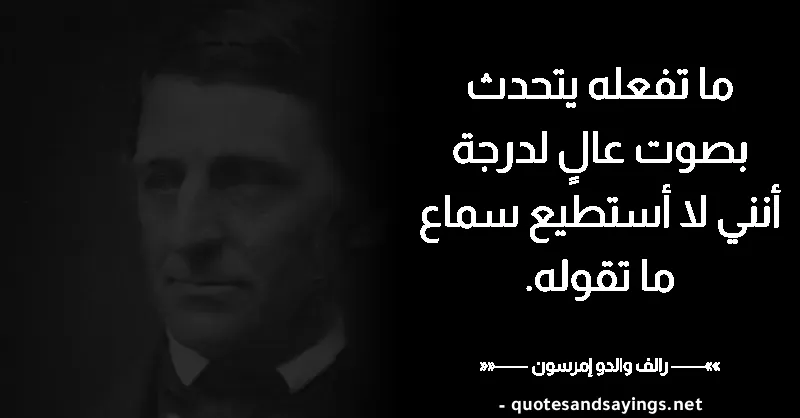 ما تفعله يتحدث
بصوت عالٍ لدرجة
أنني لا أستطيع سماع
ما تقوله.
»»—— رالف والدو إمرسون ——««
- quotesandsayings.net